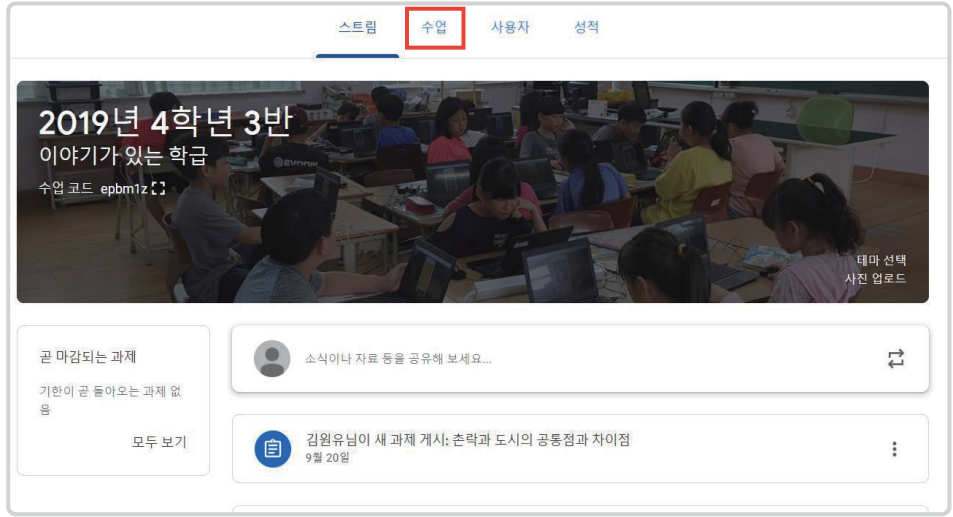 스트림 수업 사용자 성적
2019년 4학년 3반
이야기가 있는 학급
수업 코드 epbm1z
테마 선택
사진 업로드
곧 마감되는 과제
기한이 곧 돌아오는 과제 없
음
모두 보기
소식이나 자료 등을 공유해 보세요...
김원유님이 새 과제 게시: 촌락과 도시의 공통점과 차이점
9월 20일